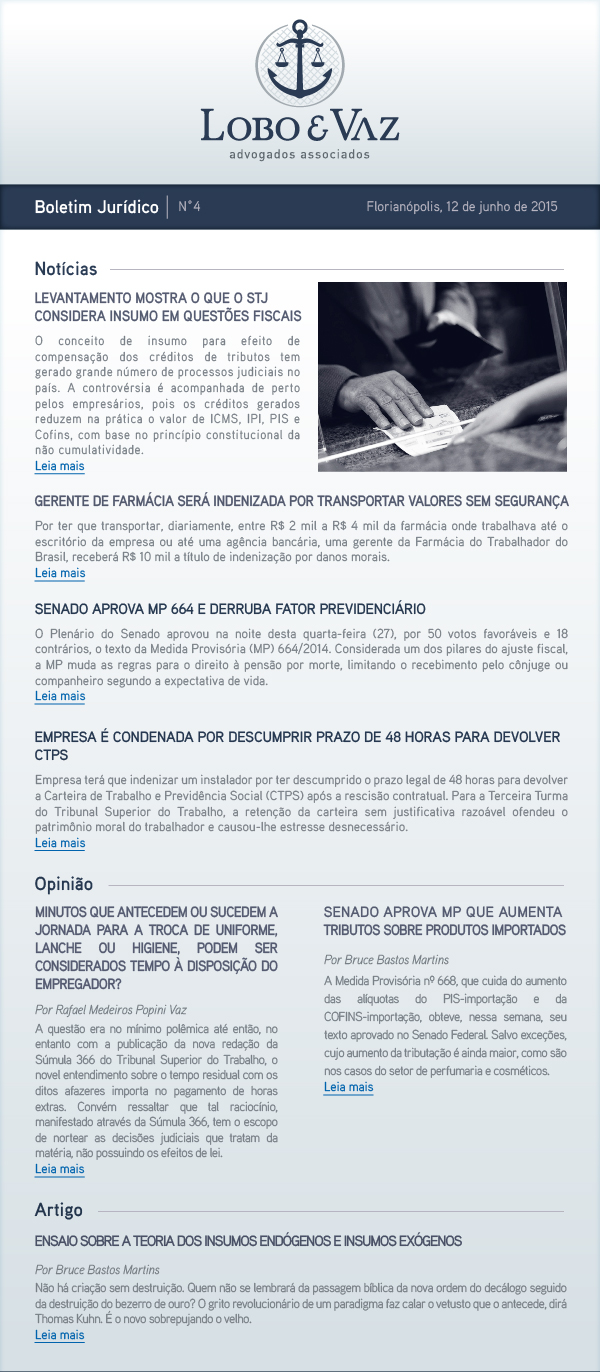 LOBO & VAZ
advogados associados
Boletim Jurídico | N°4 Florianópolis, 12 de junho de 2015
Notícias
LEVANTAMENTO MOSTRA O QUE O STJ
CONSIDERA INSUMO EM QUESTÕES FISCAIS
O conceito de insumo para efeito de
compensação dos créditos de tributos tem
gerado grande número de processos judiciais no
país. A controvérsia é acompanhada de perto
pelos empresários, pois os créditos gerados
reduzem na prática o valor de ICMS, IPI, PIS e
Cofins, com base no princípio constitucional da
não cumulatividade.
Leia mais
GERENTE DE FARMÁCIA SERÁ INDENIZADA POR TRANSPORTAR VALORES SEM SEGURANÇA
Por ter que transportar, diariamente, entre R$ 2 mil a R$ 4 mil da farmácia onde trabalhava até o
escritório da empresa ou até uma agência bancária, uma gerente da Farmácia do Trabalhador do
Brasil, receberá R$ 10 mil a título de indenização por danos morais.
Leia mais
SENADO APROVA MP 664 E DERRUBA FATOR PREVIDENCIÁRIO
O Plenário do Senado aprovou na noite desta quarta-feira (27), por 50 votos favoráveis e 18
contrários, o texto da Medida Provisória (MP) 664/2014. Considerada um dos pilares do ajuste fiscal,
a MP muda as regras para o direito à pensão por morte, limitando o recebimento pelo cônjuge ou
companheiro segundo a expectativa de vida.
Leia mais
EMPRESA É CONDENADA POR DESCUMPRIR PRAZO DE 48 HORAS PARA DEVOLVER
CTPS
Empresa terá que indenizar um instalador por ter descumprido o prazo legal de 48 horas para devolver
a Carteira de Trabalho e Previdência Social (CTPS) após a rescisão contratual. Para a Terceira Turma
do Tribunal Superior do Trabalho, a retenção da carteira sem justificativa razoável ofendeu o
patrimônio moral do trabalhador e causou-lhe estresse desnecessário.
Leia mais
Opinião
MINUTOS QUE ANTECEDEM OU SUCEDEM A
JORNADA PARA A TROCA DE UNIFORME,
LANCHE OU HIGIENE, PODEM SER
CONSIDERADOS TEMPO À DISPOSIÇÃO DO
EMPREGADOR?
Por Rafael Medeiros Popini Vaz
A questão era no mínimo polêmica até então, no
entanto com a publicação da nova redação da
Súmula 366 do Tribunal Superior do Trabalho, o
novel entendimento sobre o tempo residual com os
ditos afazeres importa no pagamento de horas
extras. Convém ressaltar que tal raciocínio,
manifestado através da Súmula 366, tem o escopo
de nortear as decisões judiciais que tratam da
matéria, não possuindo os efeitos de lei.
Leia mais
SENADO APROVA MP QUE AUMENTA
TRIBUTOS SOBRE PRODUTOS IMPORTADOS
Por Bruce Bastos Martins
A Medida Provisória nº 668, que cuida do aumento
das alíquotas do PIS-importação e da
COFINS-importação, obteve, nessa semana, seu
texto aprovado no Senado Federal. Salvo exceções,
cujo aumento da tributação é ainda maior, como são
nos casos do setor de perfumaria e cosméticos.
Leia mais
Artigo
ENSAIO SOBRE A TEORIA DOS INSUMOS ENDÓGENOS E INSUMOS EXÓGENOS
Por Bruce Bastos Martins
Não há criação sem destruição. Quem não se lembrará da passagem bíblica da nova ordem do decálogo seguido
da destruição do bezerro de ouro? O grito revolucionário de um paradigma faz calar o vetusto que o antecede, dirá
Thomas Kuhn. É o novo sobrepujando o velho.
Leia mais